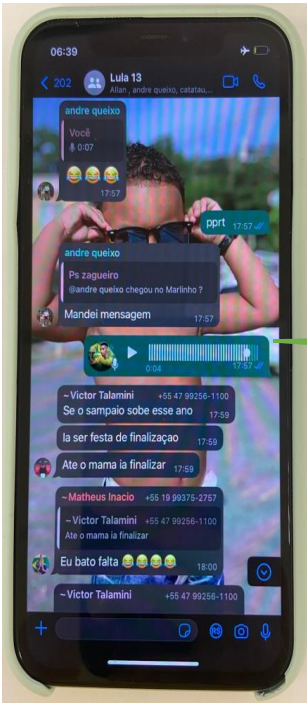 06:39
202
Lula 13
Allan , andre queixo, catatau,...
andre queixo
Você
0:07
😂😂😂
17:57
pprt 17:57
andre queixo
Ps zagueiro
@andre queixo chegou no Marlinho ?
Mandei mensagem 17:57
0:04 17:57
~Victor Talamini +55 47 99256-1100
Se o sampaio sobe esse ano 17:59
Ia ser festa de finalizaçao 17:59
Ate o mama ia finalizar 17:59
~Matheus Inacio +55 19 99375-2757
~Victor Talamini +55 47 99256-1100
Ate o mama ia finalizar
Eu bato falta 😂😂😂😂 18:00
~Victor Talamini +55 47 99256-1100
R$